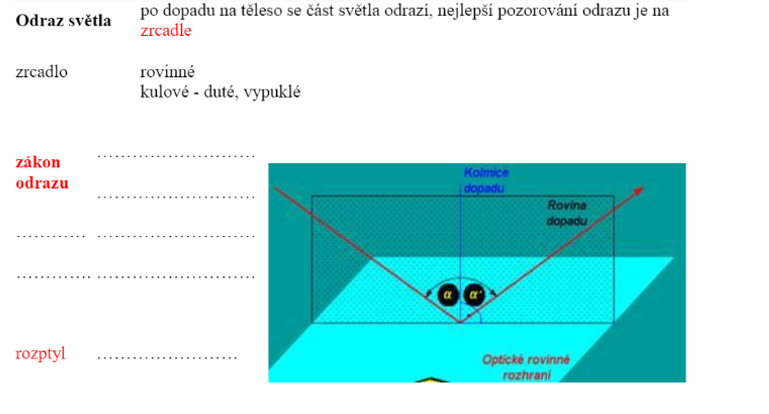 Odraz světla
po dopadu na těleso se část světla odrazí, nejlepší pozorování odrazu je na
zrcadle
zrcadlo
rovinné
kulové - duté, vypuklé
zákon
odrazu
...........................
...........................
............ ...........................
............. ...........................
rozptyl ........................
Kolmice
dopadu
Rovina
dopadu
α α'
Optické rovinné
rozhraní